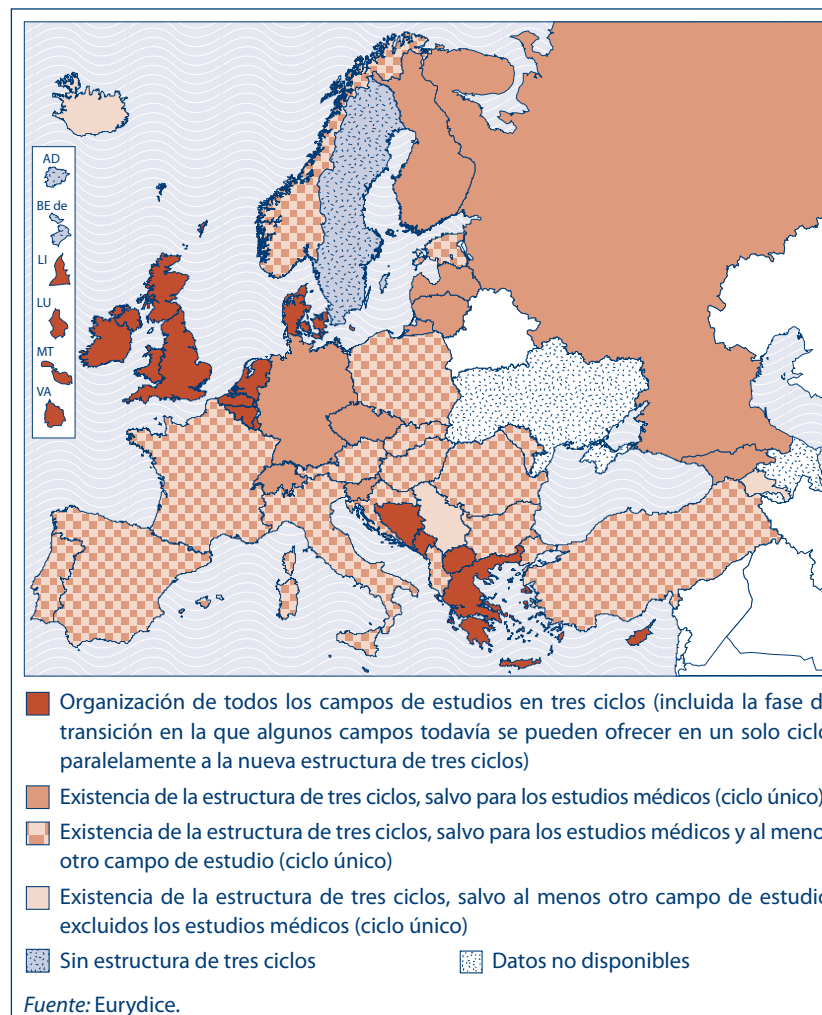 AD
BE de
LI
LU
MT
VA
Organización de todos los campos de estudios en tres ciclos (incluida la fase d
transición en la que algunos campos todavía se pueden ofrecer en un solo ciclo
paralelamente a la nueva estructura de tres ciclos)
Existencia de la estructura de tres ciclos, salvo para los estudios médicos (ciclo único)
Existencia de la estructura de tres ciclos, salvo para los estudios médicos y al meno
otro campo de estudio (ciclo único)
Existencia de la estructura de tres ciclos, salvo al menos otro campo de estudio
excluidos los estudios médicos (ciclo único)
Sin estructura de tres ciclos
Datos no disponibles
Fuente: Eurydice.